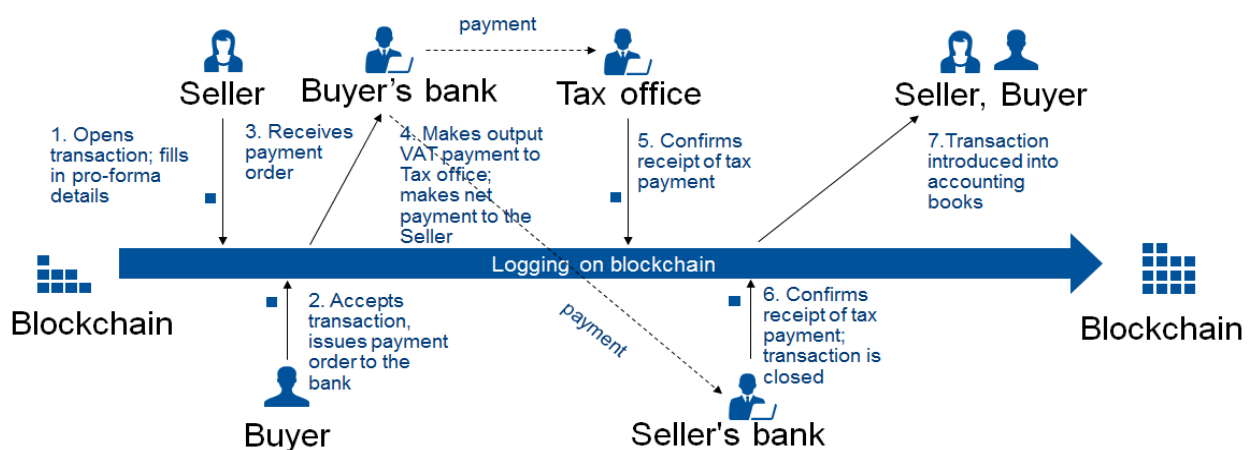 payment
Seller
Buyer's bank
Tax office
Seller, Buyer
1. Opens
transaction; fills
in pro-forma
details
3. Receives
payment
order
4. Makes output
VAT payment to
Tax office;
makes net
payment to the
Seller
5. Confirms
receipt of tax
payment
7.Transaction
introduced into
accounting
books
Logging on blockchain
Blockchain
2. Accepts
transaction,
issues payment
order to the
bank
payment
6. Confirms
receipt of tax
payment;
transaction is
closed
Blockchain
Buyer
Seller's bank